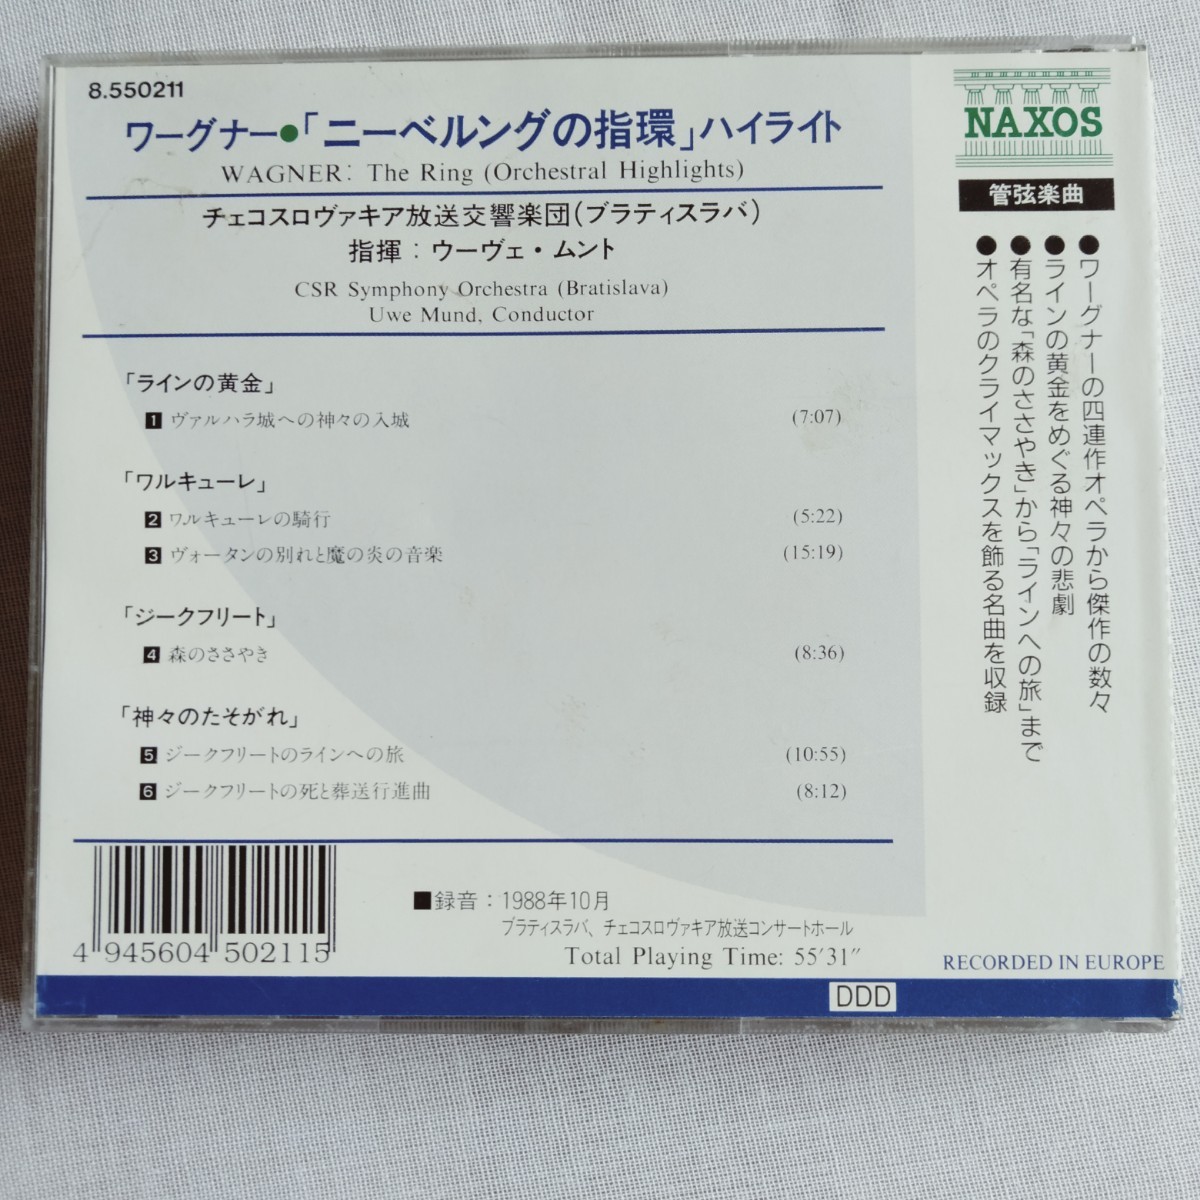 8.550211
ワーグナー●「ニーベルングの指環」ハイライト
WAGNER: The Ring (Orchestral Highlights)
チェコスロヴァキア放送交響楽団(ブラティスラバ)
指揮：ウーヴェ・ムント
CSR Symphony Orchestra (Bratislava)
Uwe Mund, Conductor
「ラインの黄金」
1 ヴァルハラ城への神々の入城 (7:07)
「ワルキューレ」
2 ワルキューレの騎行 (5:22)
3 ヴォータンの別れと魔の炎の音楽 (15:19)
「ジークフリート」
4 森のささやき (8:36)
「神々のたそがれ」
5 ジークフリートのラインへの旅 (10:55)
6 ジークフリートの死と葬送行進曲 (8:12)
4 945604 502115
■録音：1988年10月
ブラティスラバ、チェコスロヴァキア放送コンサートホール
Total Playing Time: 55′31″
DDD
NAXOS
管弦楽曲
●ワーグナーの四連作オペラから傑作の数々
●ラインの黄金をめぐる神々の悲劇
●有名な「森のささやき」から「ラインへの旅」まで
●オペラのクライマックスを飾る名曲を収録
RECORDED IN EUROPE